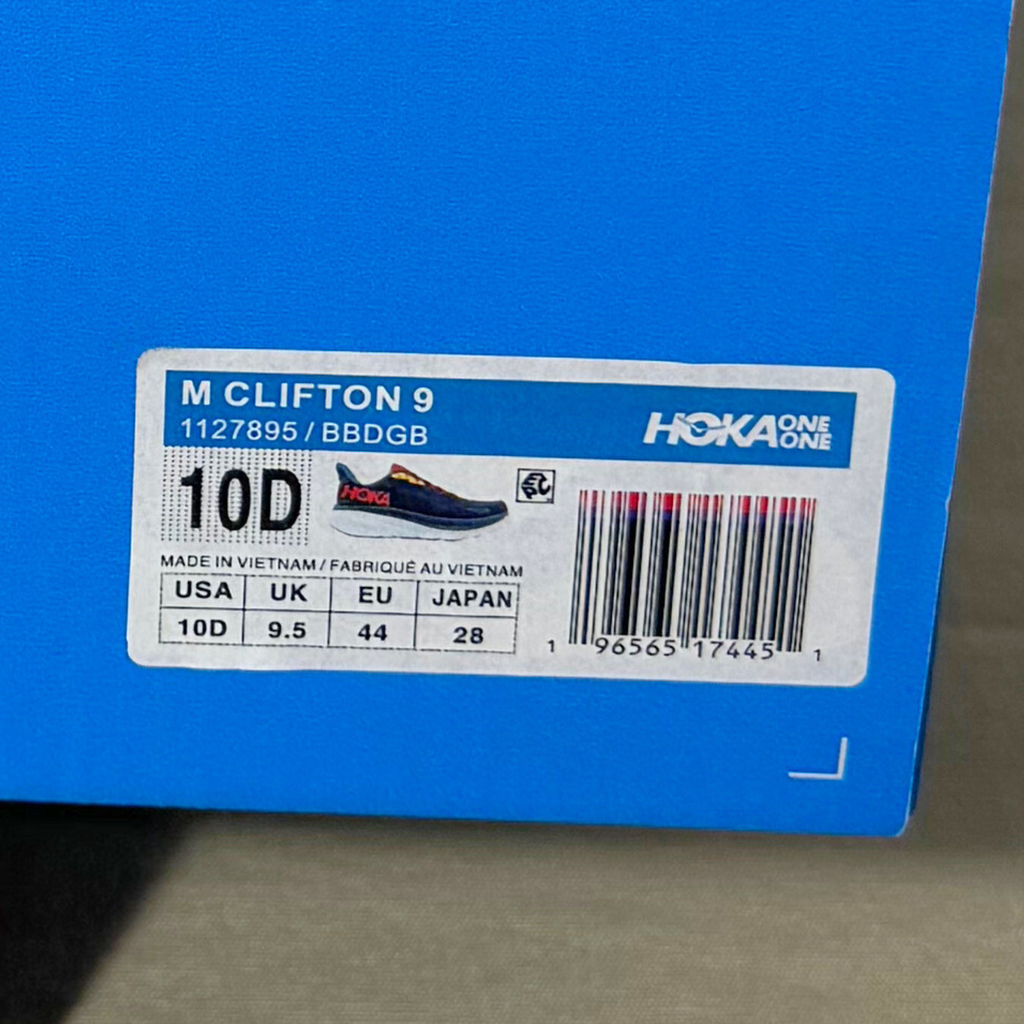 M CLIFTON 9
1127895 / BBDGB
HOKA ONE ONE
10D
HOKA
MADE IN VIETNAM / FABRIQUÉ AU VIETNAM
USA UK EU JAPAN
10D 9.5 44 28
1 96565 17445 1